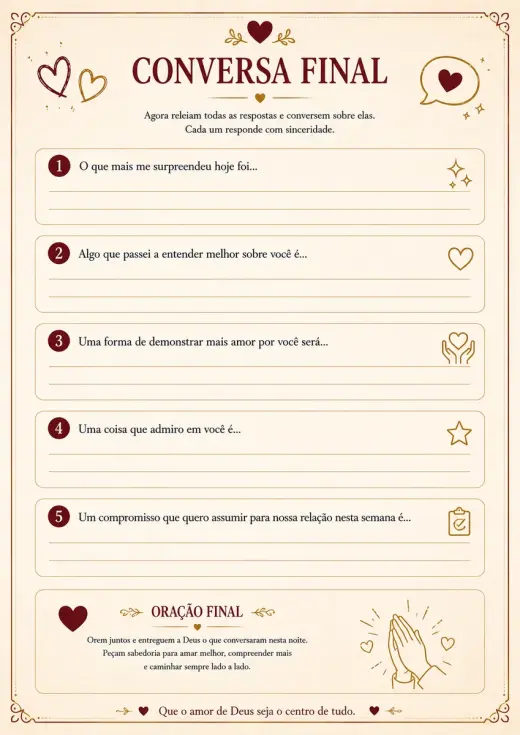 CONVERSA FINAL
Agora releiam todas as respostas e conversem sobre elas.
Cada um responde com sinceridade.
1 O que mais me surpreendeu hoje foi...
2 Algo que passei a entender melhor sobre você é...
3 Uma forma de demonstrar mais amor por você será...
4 Uma coisa que admiro em você é...
5 Um compromisso que quero assumir para nossa relação nesta semana é...
ORAÇÃO FINAL
Orem juntos e entreguem a Deus o que conversaram nesta noite.
Peçam sabedoria para amar melhor, compreender mais
e caminhar sempre lado a lado.
Que o amor de Deus seja o centro de tudo.